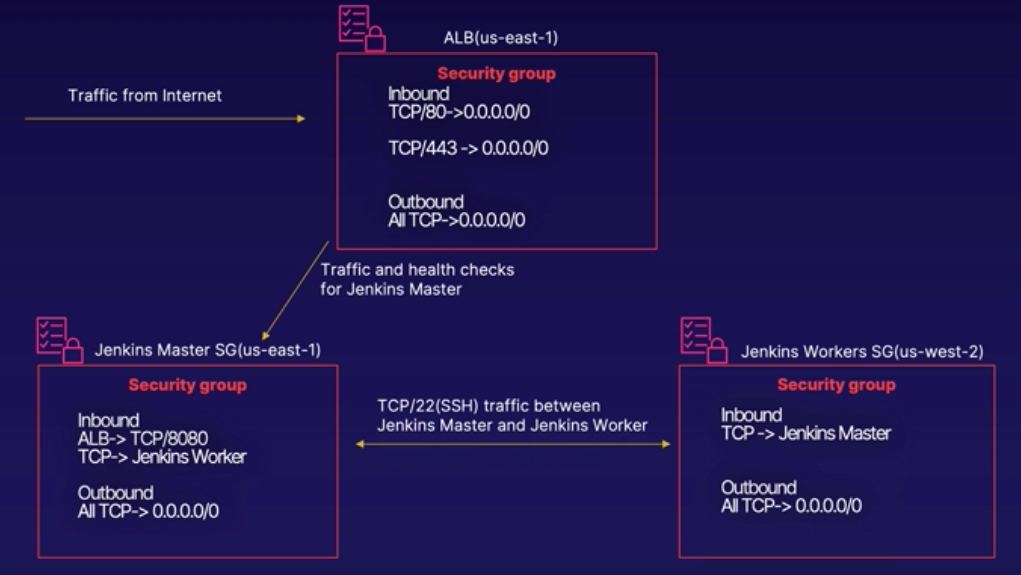 ALB(us-east-1)
Security group
Inbound
TCP/80->0.0.0.0/0
TCP/443 -> 0.0.0.0/0
Outbound
All TCP->0.0.0.0/0
Traffic from Internet
Traffic and health checks
for Jenkins Master
Jenkins Master SG(us-east-1)
Security group
Inbound
ALB-> TCP/8080
TCP-> Jenkins Worker
Outbound
All TCP-> 0.0.0.0/0
TCP/22(SSH) traffic between
Jenkins Master and Jenkins Worker
Jenkins Workers SG(us-west-2)
Security group
Inbound
TCP -> Jenkins Master
Outbound
All TCP-> 0.0.0.0/0